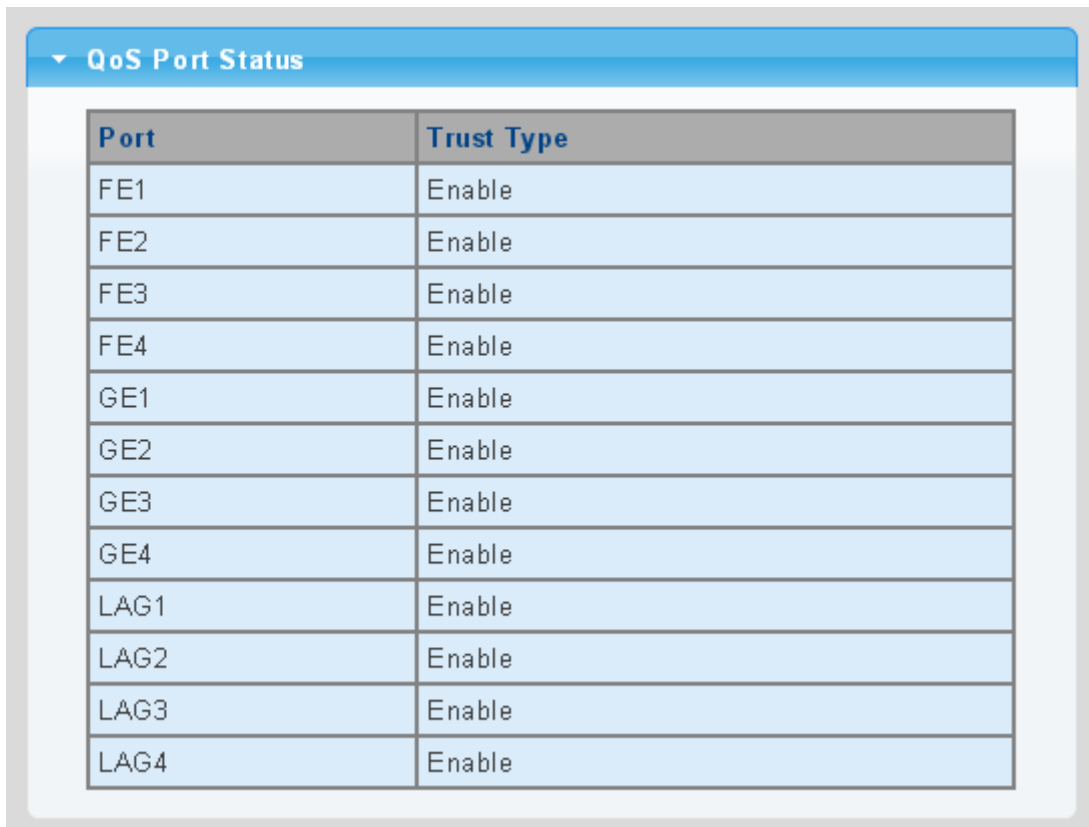 QoS Port Status
Port Trust Type
FE1 Enable
FE2 Enable
FE3 Enable
FE4 Enable
GE1 Enable
GE2 Enable
GE3 Enable
GE4 Enable
LAG1 Enable
LAG2 Enable
LAG3 Enable
LAG4 Enable